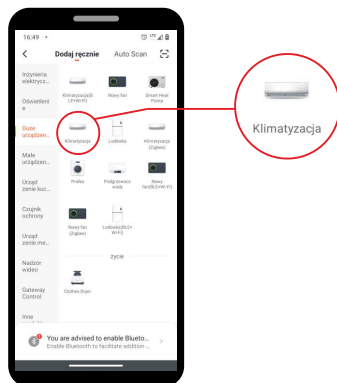 16:49
Dodaj ręcznie Auto Scan
Inżynieria
elektrycz...
Oświetleni
e
Duże
urządzen...
Małe
urządzen...
Urząd
zenie kuc...
Czujnik
ochrony
Urząd
zenie me...
Nadzór
wideo
Gateway
Control
Inne
Klimatyzacja(B
LE+WI-FI)
Nowy fan
Smart Heat
Pump
Klimatyzacja
Lodówka
Klimatyzacja
(Zigbee)
Pralka
Podgrzewacz
wody
Nowy
fan(BLE+WI-FI)
Nowy fan
(Zigbee)
Lodówka(BLE+
WI-FI)
życie
Clothes Dryer
You are advised to enable Blueto...
Enable Bluetooth to facilitate addition ...
Klimatyzacja